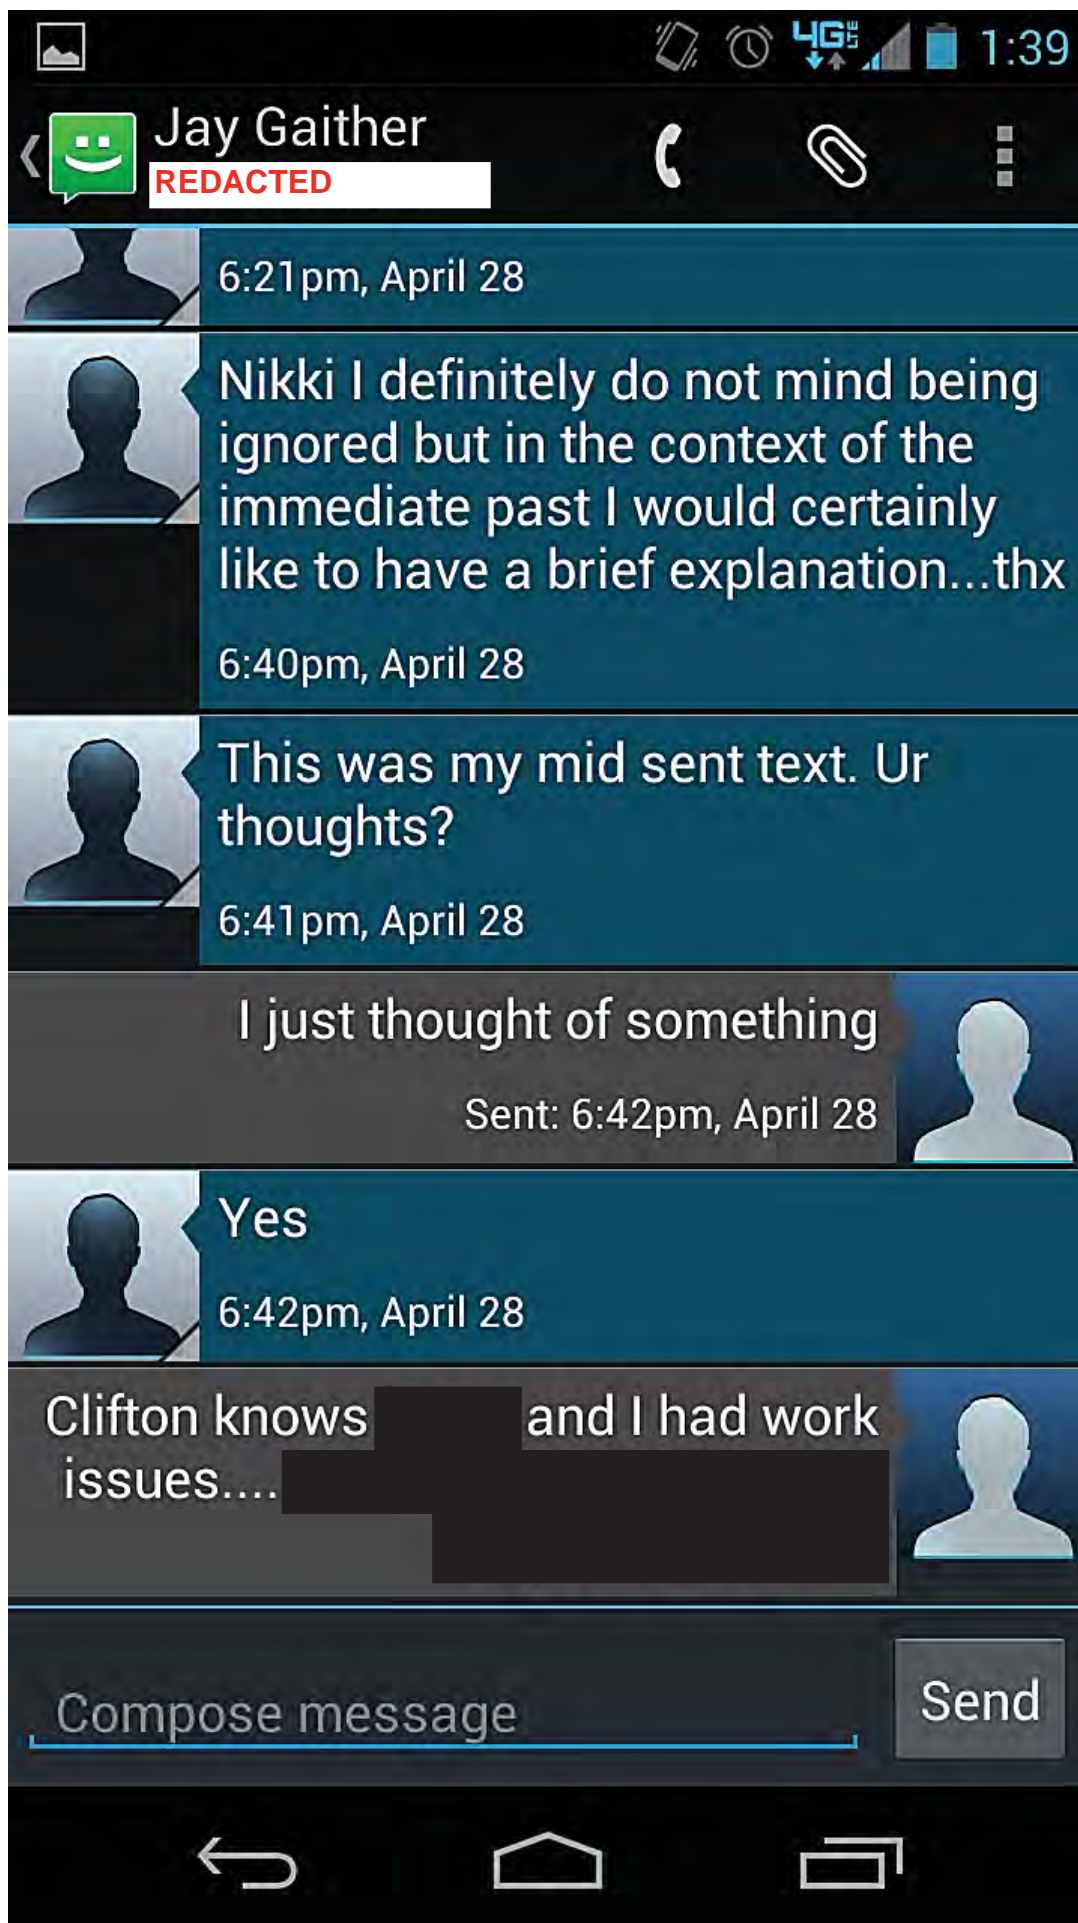 4G LTE 1:39
Jay Gaither
REDACTED
6:21pm, April 28
Nikki I definitely do not mind being
ignored but in the context of the
immediate past I would certainly
like to have a brief explanation...thx
6:40pm, April 28
This was my mid sent text. Ur
thoughts?
6:41pm, April 28
I just thought of something
Sent: 6:42pm, April 28
Yes
6:42pm, April 28
Clifton knows and I had work
issues....
Compose message
Send